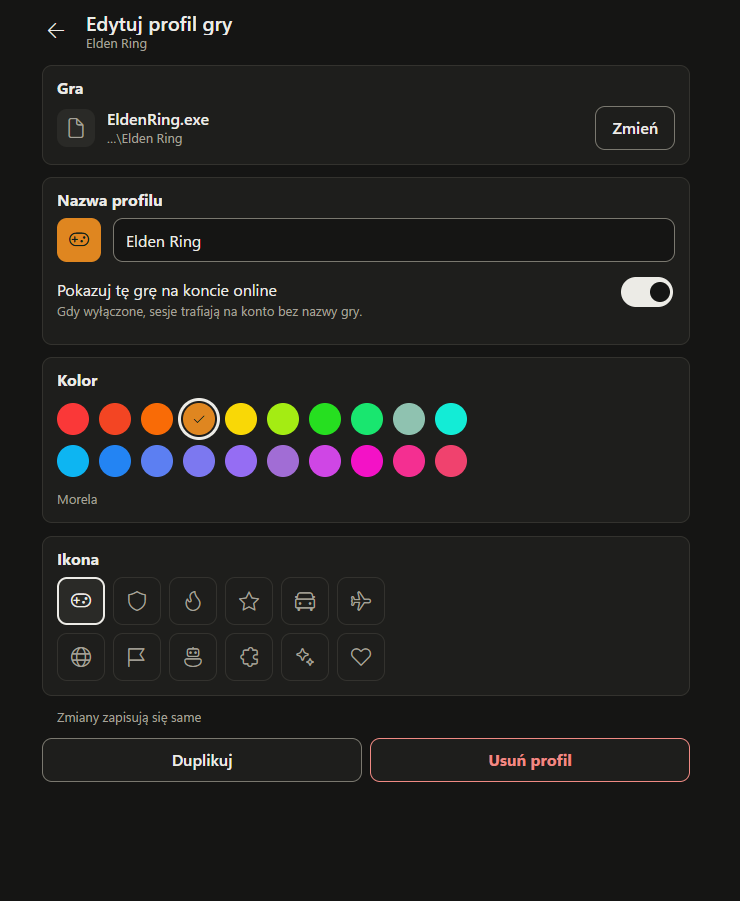 Edytuj profil gry
Elden Ring
Gra
EldenRing.exe
...\Elden Ring
Zmień
Nazwa profilu
Elden Ring
Pokazuj tę grę na koncie online
Gdy wyłączone, sesje trafiają na konto bez nazwy gry.
Kolor
Morela
Ikona
Zmiany zapisują się same
Duplikuj
Usuń profil